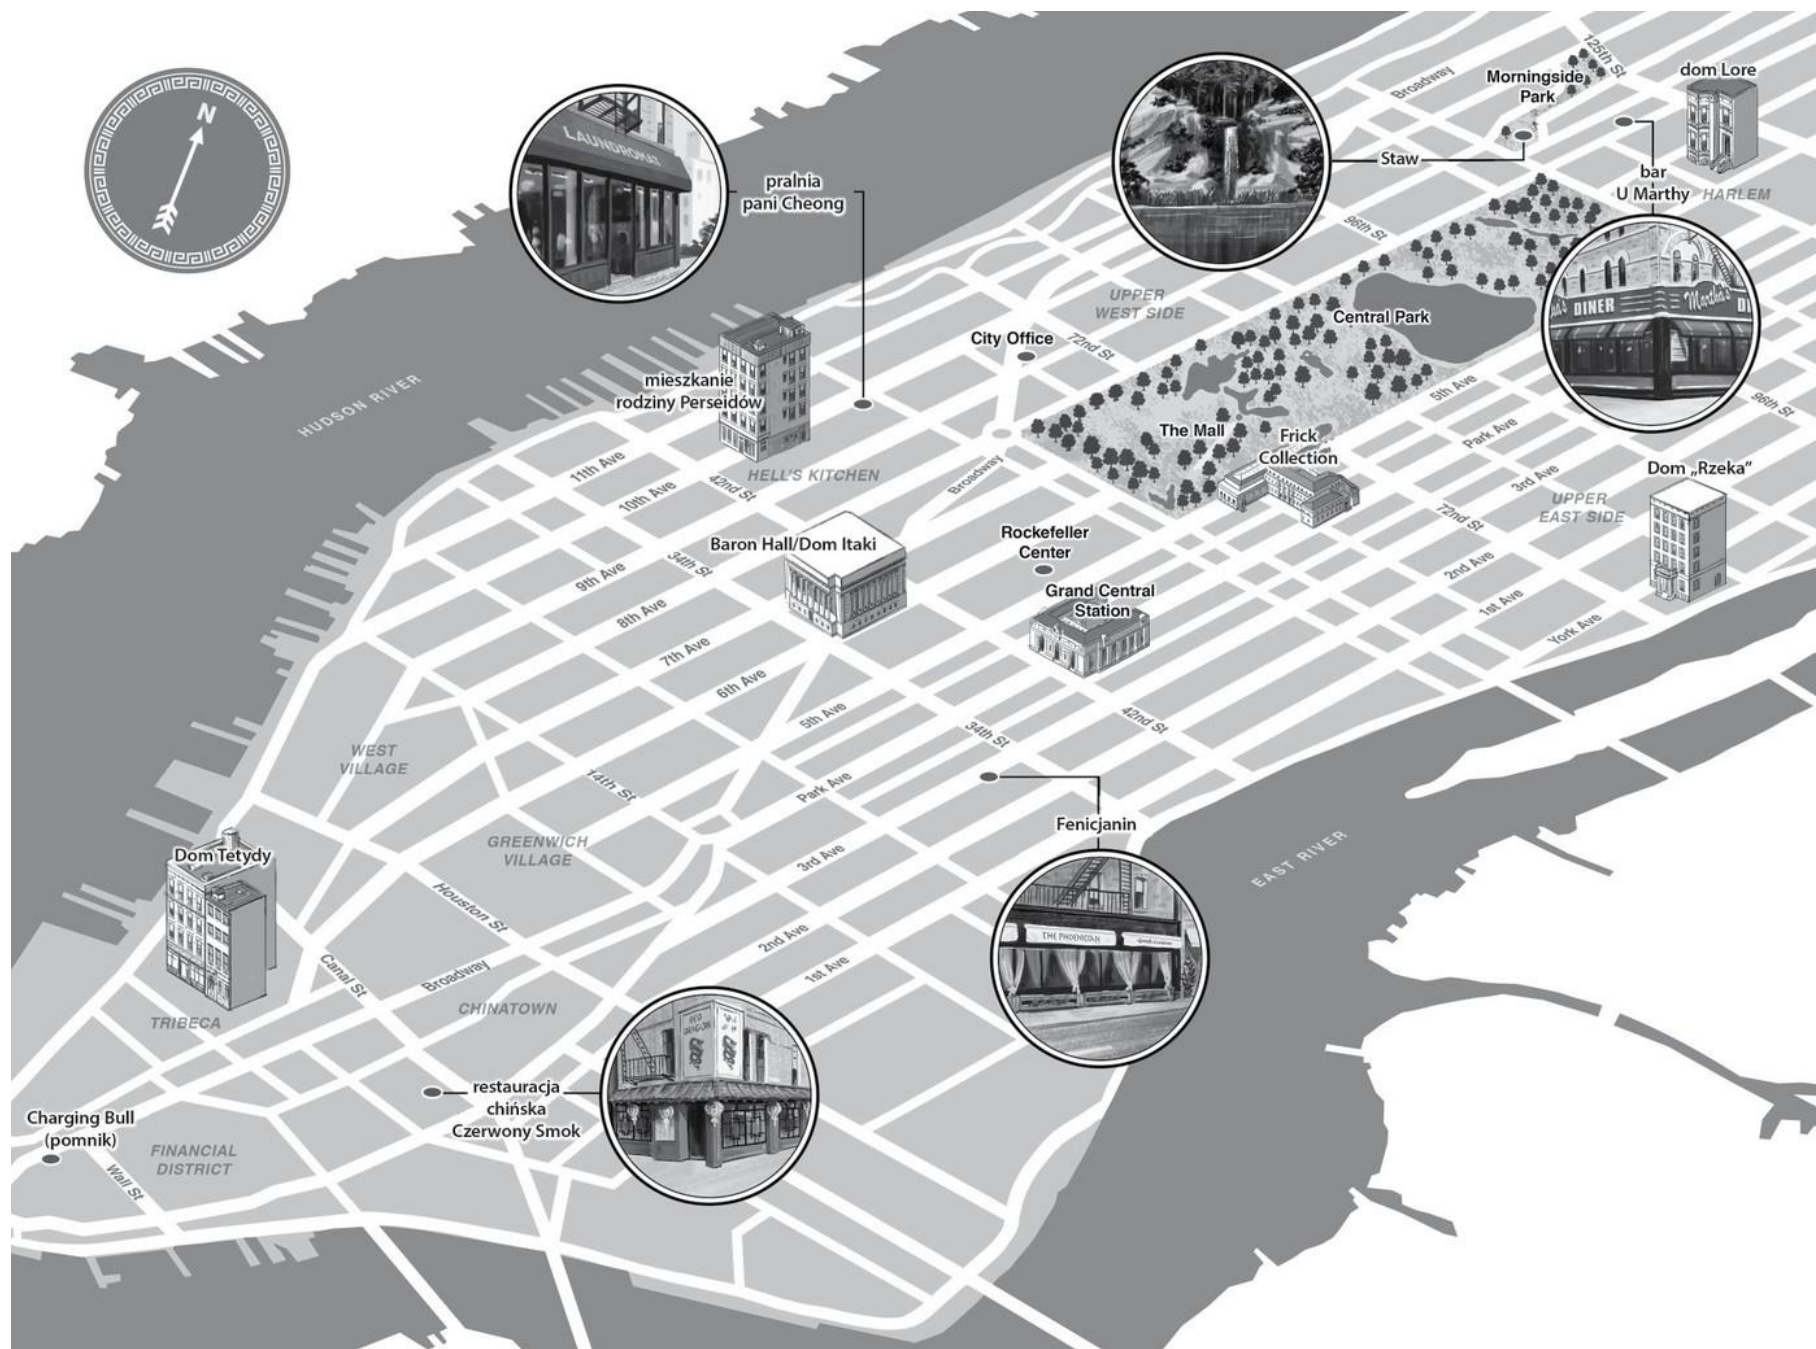 N
LAUNDROMAT
pralnia
pani Cheong
Staw
Broadway
Morningside
Park
125th St
dom Lore
bar
U Marthy
HARLEM
96th St
UPPER
WEST SIDE
City Office
72nd St
Central Park
DINER
Martha's
HUDSON RIVER
mieszkanie
rodziny Perseidów
5th Ave
96th St
The Mall
Frick
Collection
Park Ave
3rd Ave
Dom „Rzeka”
UPPER
EAST SIDE
72nd St
11th Ave
10th Ave
42nd St
HELL'S KITCHEN
Broadway
Baron Hall/Dom Itaki
Rockefeller
Center
Grand Central
Station
2nd Ave
1st Ave
York Ave
34th St
9th Ave
8th Ave
7th Ave
6th Ave
5th Ave
34th St
42nd St
WEST
VILLAGE
14th St
Park Ave
Fenicjanin
GREENWICH
VILLAGE
3rd Ave
EAST RIVER
Dom Tetydy
Houston St
2nd Ave
1st Ave
THE PHOENICIAN
Canal St
Broadway
CHINATOWN
TRIBECA
RED
DRAGON
restauracja
chińska
Czerwony Smok
Charging Bull
(pomnik)
FINANCIAL
DISTRICT
Wall St